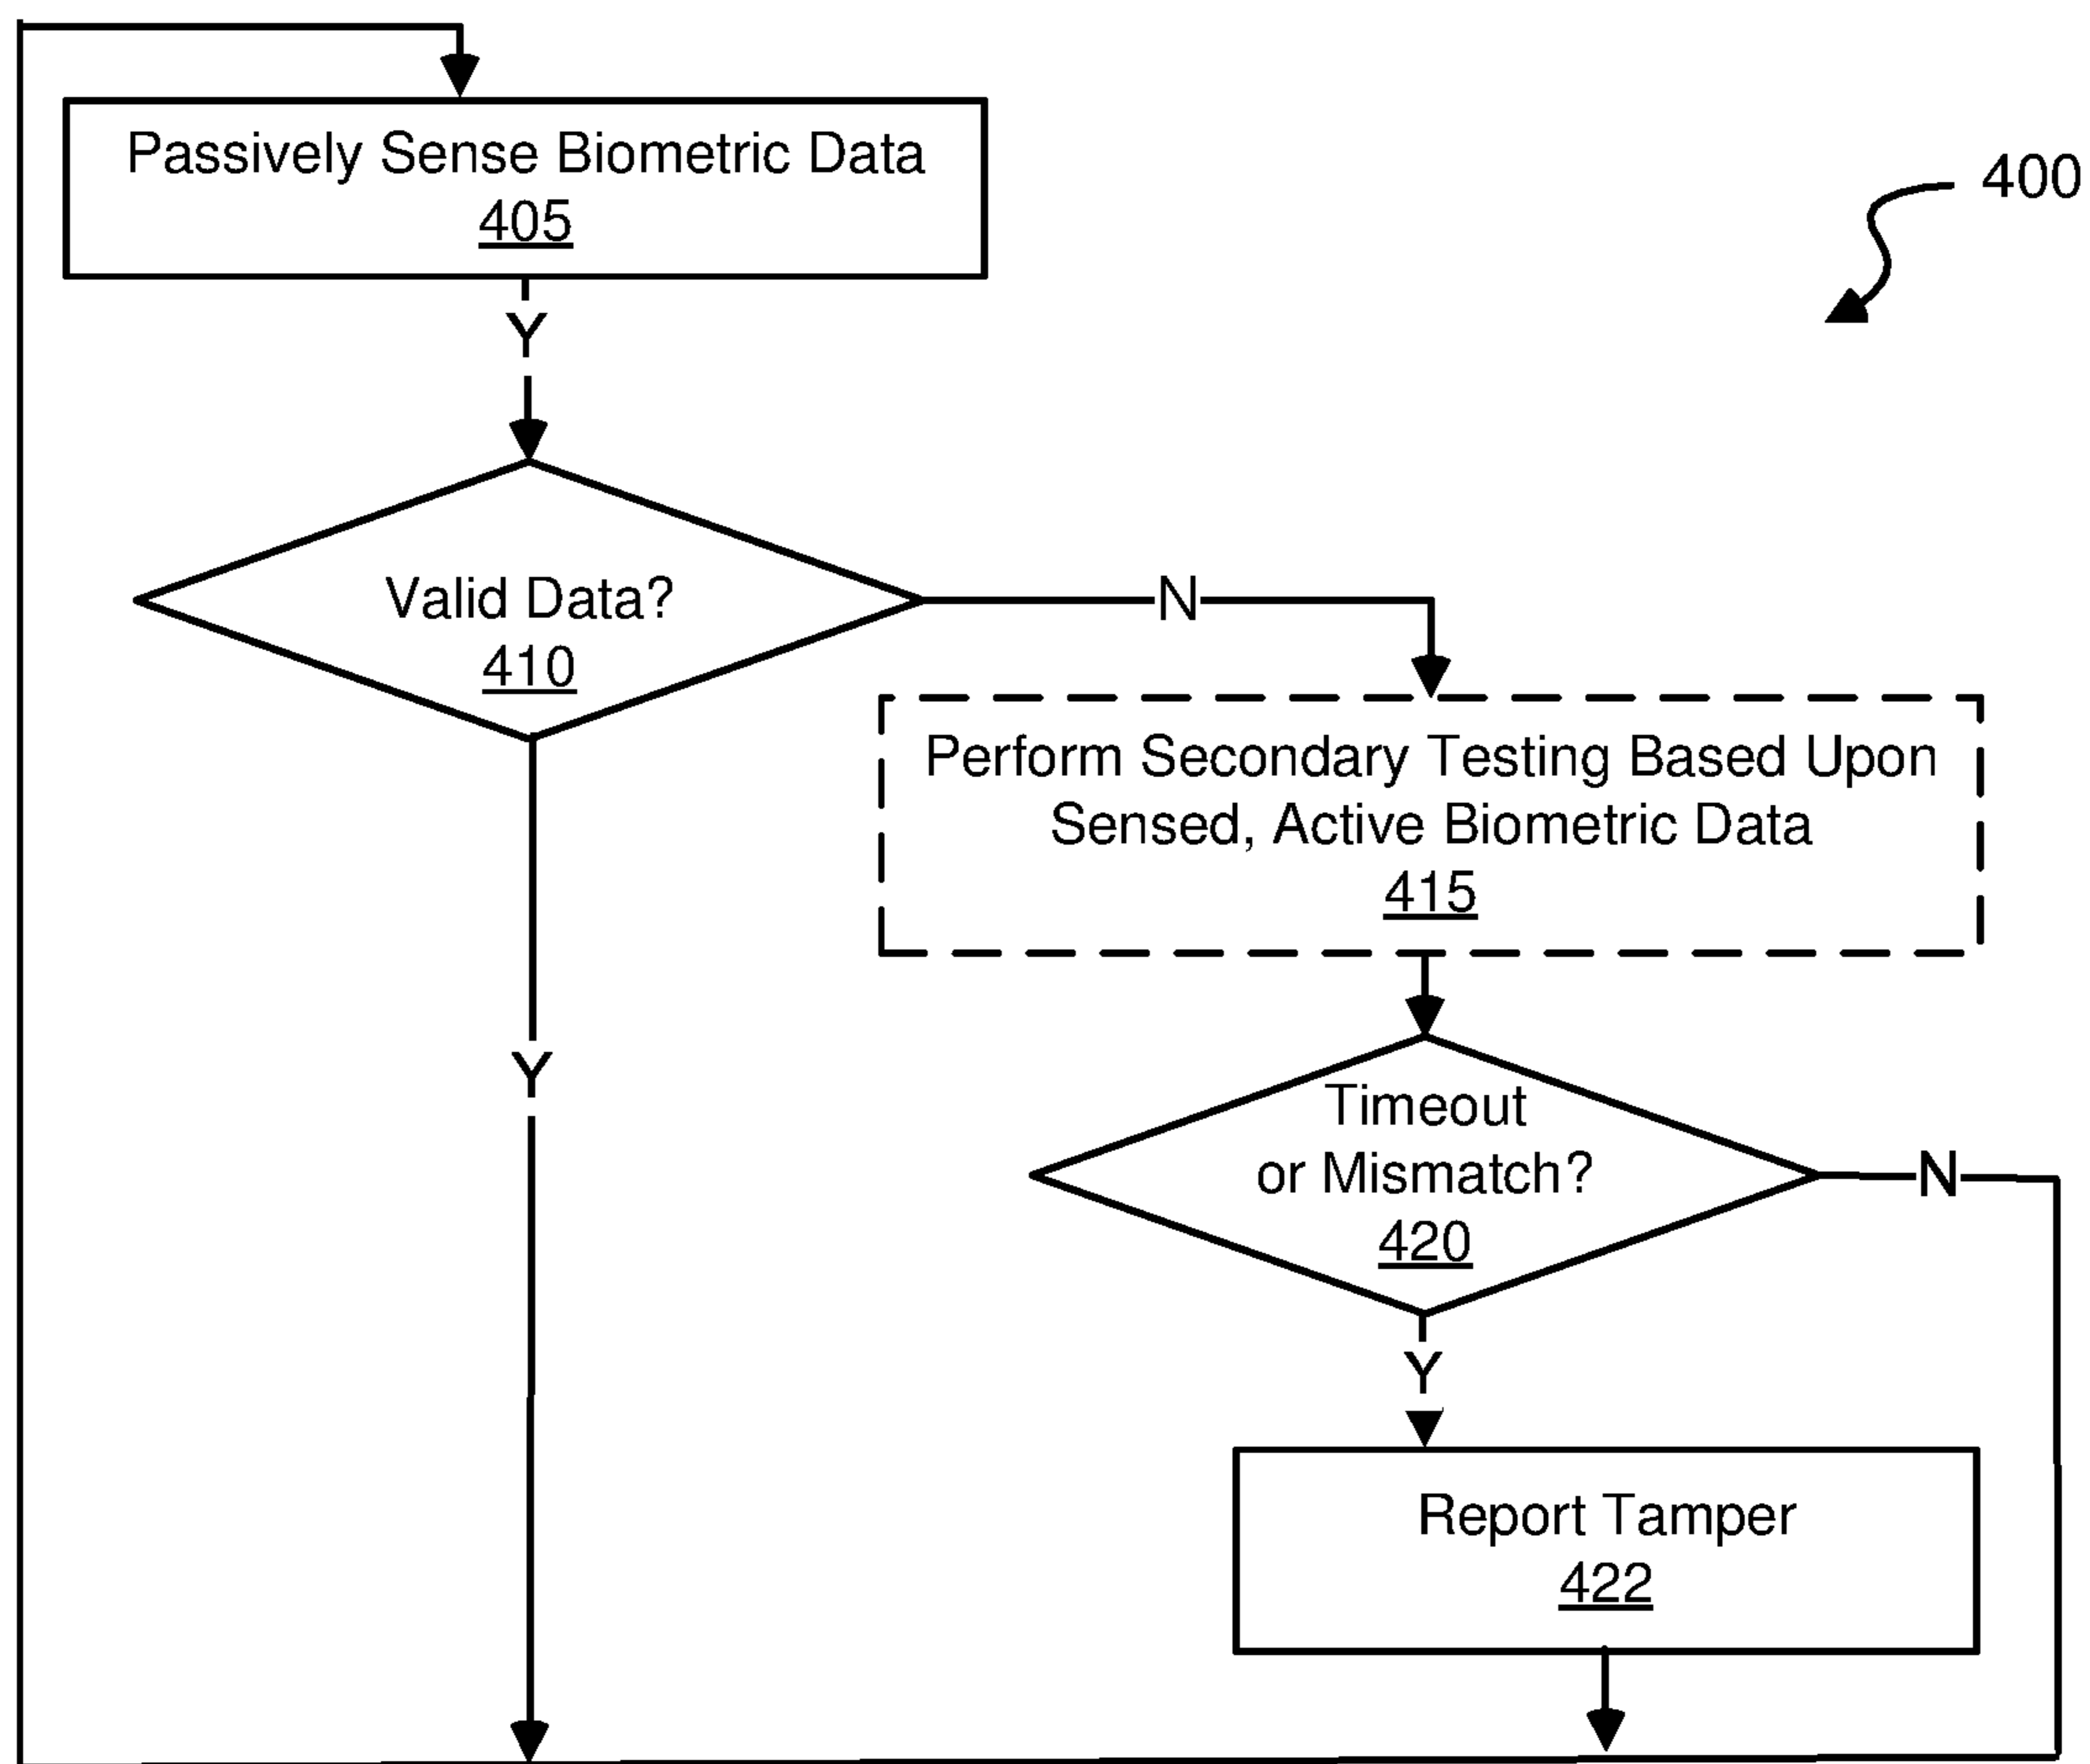 Passively Sense Biometric Data
405
400
Y
Valid Data?
410
N
Perform Secondary Testing Based Upon
Sensed, Active Biometric Data
415
Y
Timeout
or Mismatch?
420
N
Y
Report Tamper
422